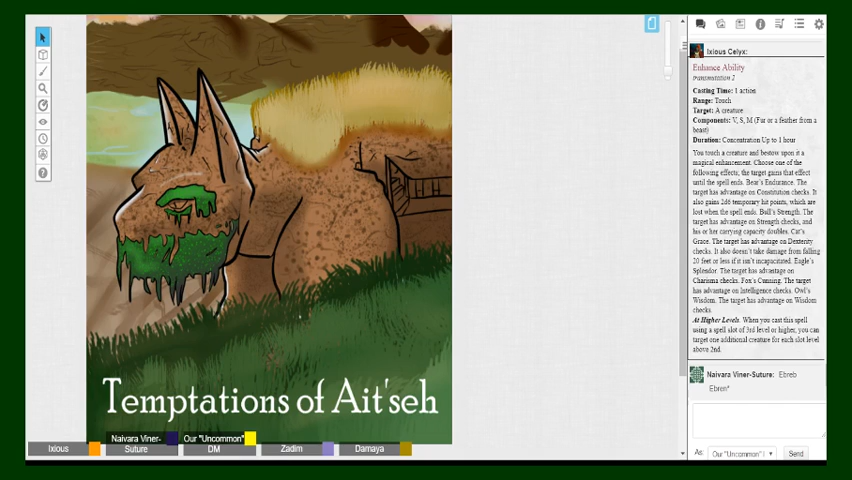 Temptations of Ait'seh
Ixious
Naivara Viner-
Suture
Our "Uncommon"
DM
Zadim
Damaya
Ixious Celyx:
Enhance Ability
transmutation 2
Casting Time: 1 action
Range: Touch
Target: A creature
Components: V, S, M (Fur or a feather from a
beast)
Duration: Concentration Up to 1 hour
You touch a creature and bestow upon it a
magical enhancement. Choose one of the
following effects; the target gains that effect
until the spell ends. Bear's Endurance. The
target has advantage on Constitution checks. It
also gains 2d6 temporary hit points, which are
lost when the spell ends. Bull's Strength. The
target has advantage on Strength checks, and
his or her carrying capacity doubles. Cat's
Grace. The target has advantage on Dexterity
checks. It also doesn't take damage from falling
20 feet or less if it isn't incapacitated. Eagle's
Splendor. The target has advantage on
Charisma checks. Fox's Cunning. The target
has advantage on Intelligence checks. Owl's
Wisdom. The target has advantage on Wisdom
checks.
At Higher Levels. When you cast this spell
using a spell slot of 3rd level or higher, you can
target one additional creature for each slot level
above 2nd.
Naivara Viner-Suture: Ebreb
Ebren*
As: Our "Uncommon" Send